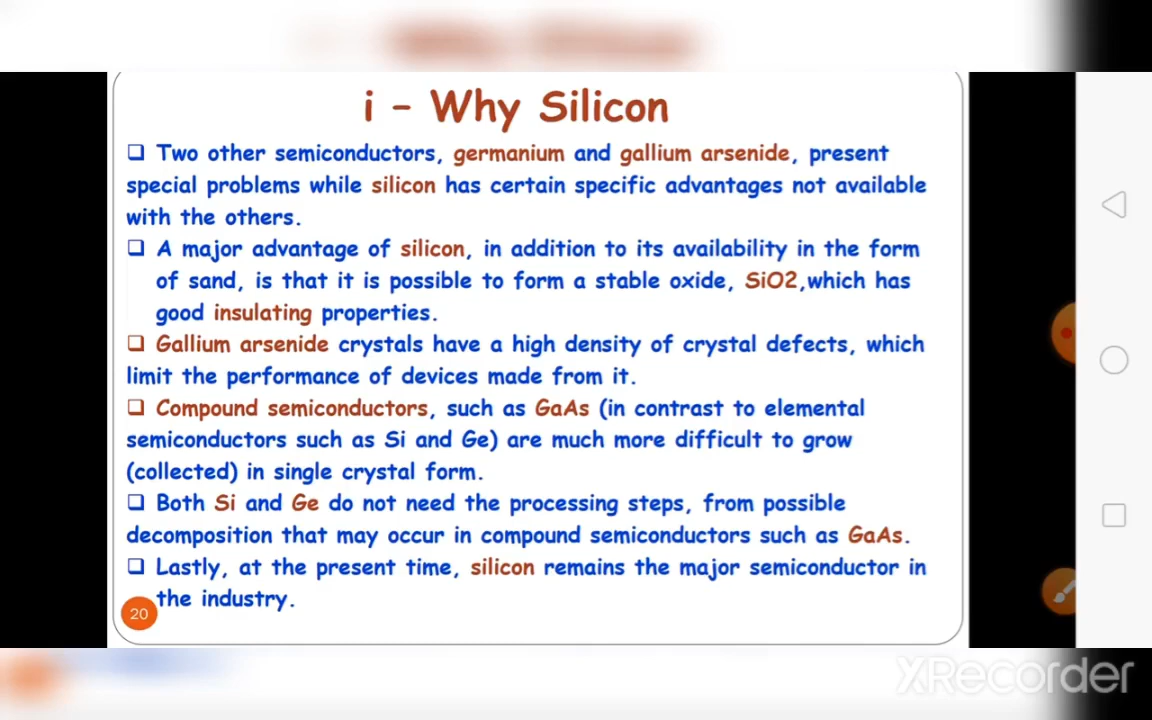 i - Why Silicon
❑ Two other semiconductors, germanium and gallium arsenide, present
special problems while silicon has certain specific advantages not available
with the others.
❑ A major advantage of silicon, in addition to its availability in the form
of sand, is that it is possible to form a stable oxide, SiO2,which has
good insulating properties.
❑ Gallium arsenide crystals have a high density of crystal defects, which
limit the performance of devices made from it.
❑ Compound semiconductors, such as GaAs (in contrast to elemental
semiconductors such as Si and Ge) are much more difficult to grow
(collected) in single crystal form.
❑ Both Si and Ge do not need the processing steps, from possible
decomposition that may occur in compound semiconductors such as GaAs.
❑ Lastly, at the present time, silicon remains the major semiconductor in
the industry.
20
XRecorder